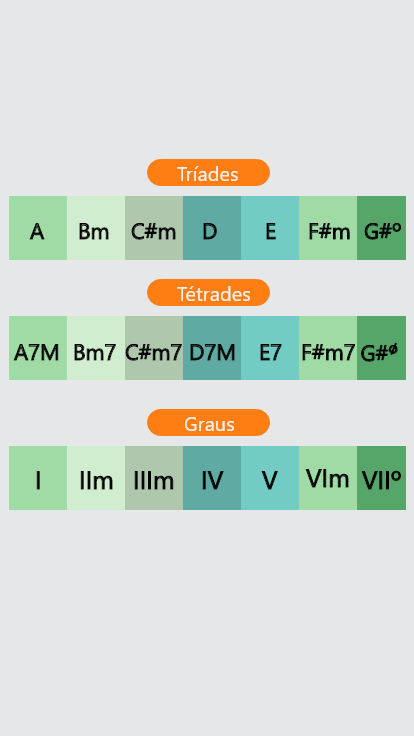 Tríades
A Bm C#m D E F#m G#º
Tétrades
A7M Bm7 C#m7 D7M E7 F#m7 G#ø
Graus
I IIm IIIm IV V VIm VIIº